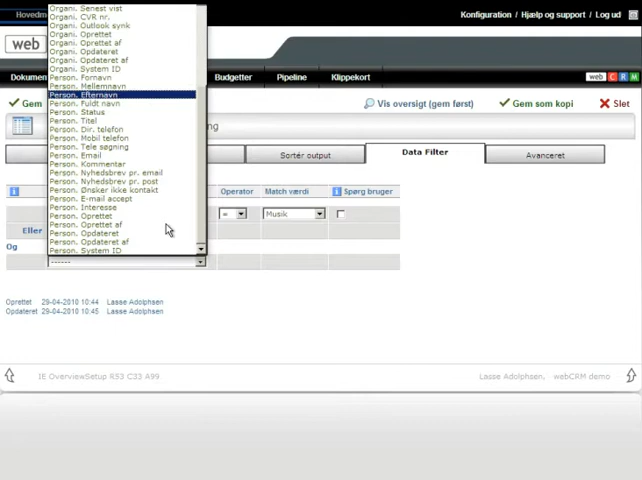 Hovedm
Konfiguration / Hjælp og support / Log ud
web
Dokumen
Budgetter
Pipeline
Klippekort
web C R M
Organi. Senest vist
Organi. CVR nr.
Organi. Outlook synk
Organi. Oprettet
Organi. Oprettet af
Organi. Opdateret
Organi. Opdateret af
Organi. System ID
Person. Fornavn
Person. Mellemnavn
Person. Efternavn
Person. Fuldt navn
Person. Status
Person. Titel
Person. Dir. telefon
Person. Mobil telefon
Person. Tele søgning
Person. Email
Person. Kommentar
Person. Nyhedsbrev pr. email
Person. Nyhedsbrev pr. post
Person. Ønsker ikke kontakt
Person. E-mail accept
Person. Interesse
Person. Oprettet
Person. Oprettet af
Person. Opdateret
Person. Opdateret af
Person. System ID
Gem
Vis oversigt (gem først)
Gem som kopi
Slet
ng
Sortér output
Data Filter
Avanceret
Operator
Match værdi
Spørg bruger
=
Musik
Eller
Og
------
Oprettet 29-04-2010 10:44 Lasse Adolphsen
Opdateret 29-04-2010 10:45 Lasse Adolphsen
IE OverviewSetup R53 C33 A99
Lasse Adolphsen, webCRM demo